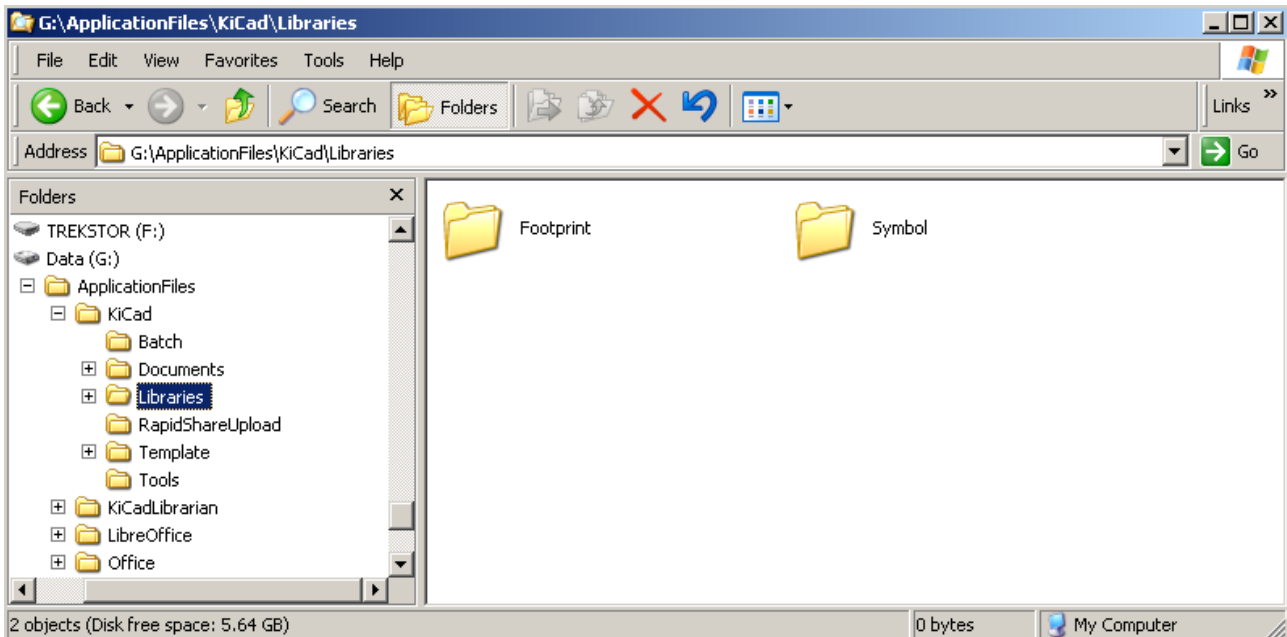 G:\ApplicationFiles\KiCad\Libraries
File Edit View Favorites Tools Help
Back Search Folders Links »
Address G:\ApplicationFiles\KiCad\Libraries Go
Folders
TREKSTOR (F:)
Data (G:)
ApplicationFiles
KiCad
Batch
Documents
Libraries
RapidShareUpload
Template
Tools
KiCadLibrarian
LibreOffice
Office
Footprint Symbol
2 objects (Disk free space: 5.64 GB) 0 bytes My Computer